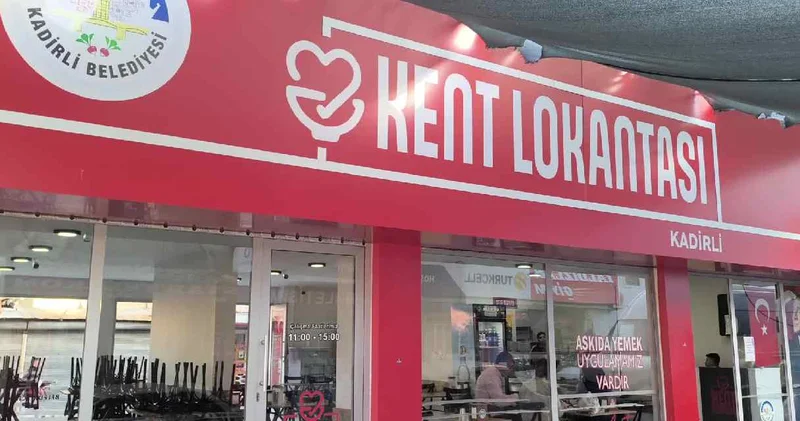 KADİRLİ BELEDİYESİ
KENT LOKANTASI
KADİRLİ
TURKCELL
11:00 - 15:00
ASKIDA YEMEK
UYGULAMAMIZ
VARDIR